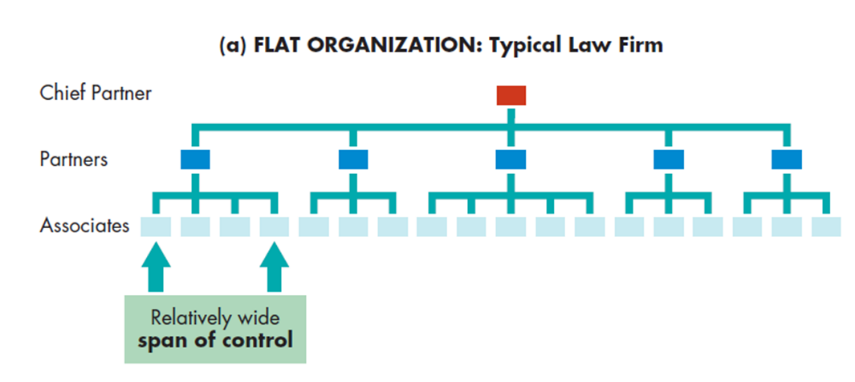 (a) FLAT ORGANIZATION: Typical Law Firm
Chief Partner
Partners
Associates
Relatively wide
span of control